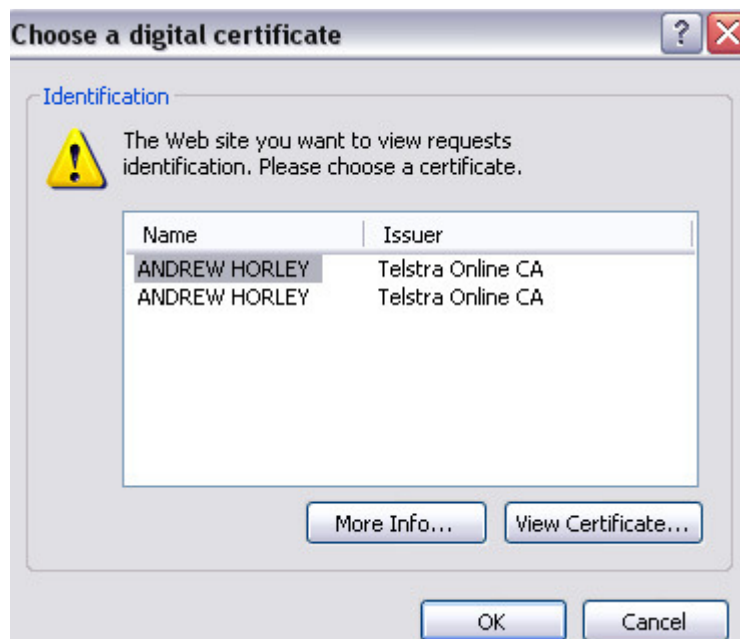 Choose a digital certificate
Identification
The Web site you want to view requests
identification. Please choose a certificate.
Name Issuer
ANDREW HORLEY Telstra Online CA
ANDREW HORLEY Telstra Online CA
More Info... View Certificate...
OK Cancel